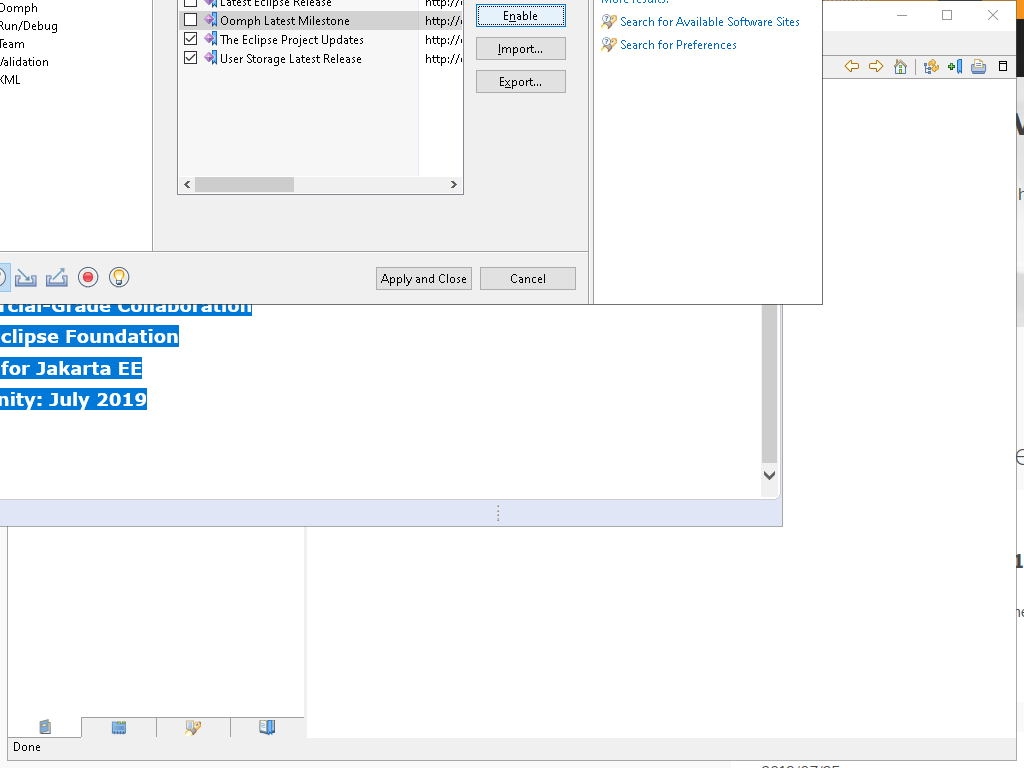 Oomph
Run/Debug
Team
Validation
XML
Latest Eclipse Release http://
Oomph Latest Milestone http://
The Eclipse Project Updates http://
User Storage Latest Release http://
Enable
Import...
Export...
More results:
Search for Available Software Sites
Search for Preferences
Apply and Close
Cancel
rcial-Grade Collaboration
clipse Foundation
for Jakarta EE
nity: July 2019
Done